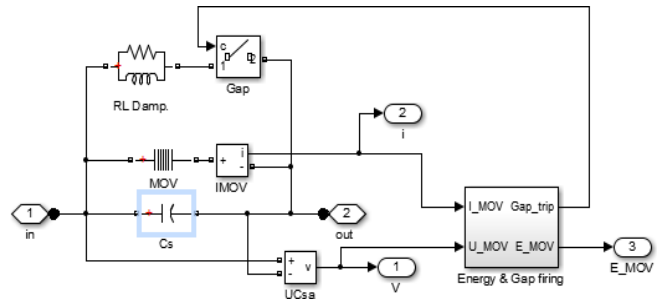 c
1
2
Gap
RL Damp.
2
i
MOV
+
i
-
IMOV
I_MOV
Gap_trip
U_MOV
E_MOV
Energy & Gap firing
1
in
Cs
2
out
+
-
v
UCsa
1
V
3
E_MOV